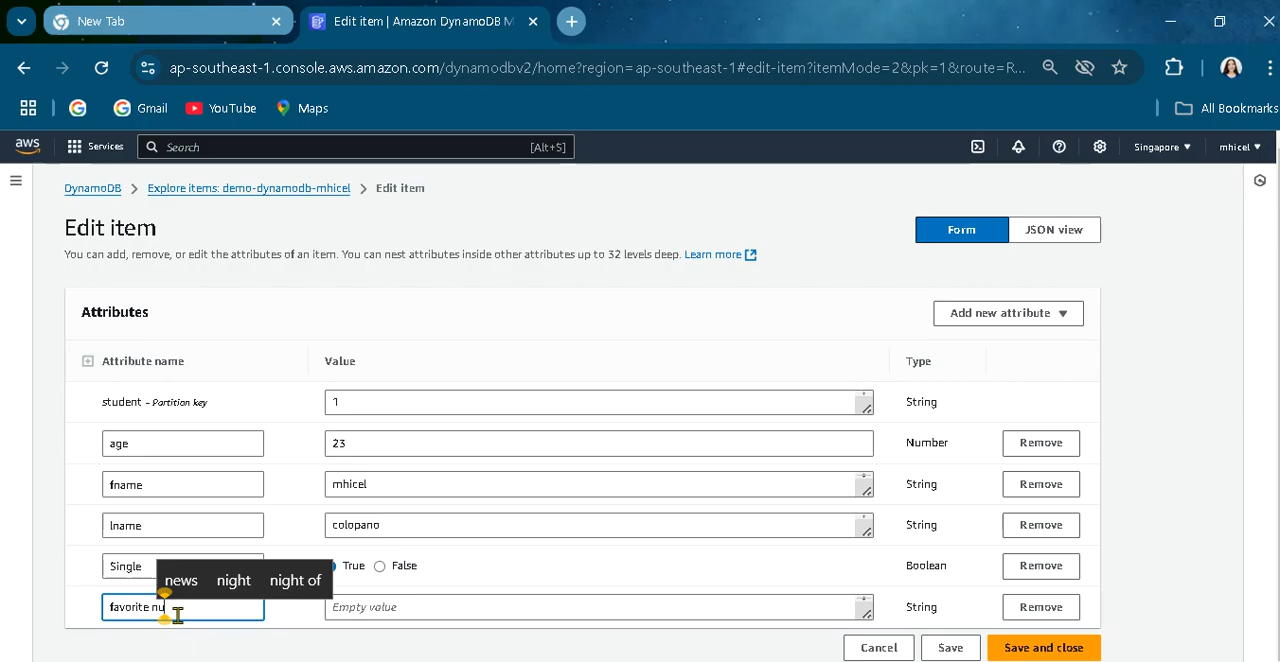 New Tab
Edit item | Amazon DynamoDB M
ap-southeast-1.console.aws.amazon.com/dynamodbv2/home?region=ap-southeast-1#edit-item?itemMode=2&pk=1&route=R...
Gmail YouTube Maps All Bookmarks
aws Services Search [Alt+S] Singapore mhicel
DynamoDB Explore items: demo-dynamodb-mhicel Edit item
Edit item
Form JSON view
You can add, remove, or edit the attributes of an item. You can nest attributes inside other attributes up to 32 levels deep. Learn more
Attributes
Add new attribute
Attribute name Value Type
student - Partition key 1 String
age 23 Number Remove
fname mhicel String Remove
lname colopano String Remove
Single True False Boolean Remove
news night night of
favorite nu Empty value String Remove
Cancel Save Save and close